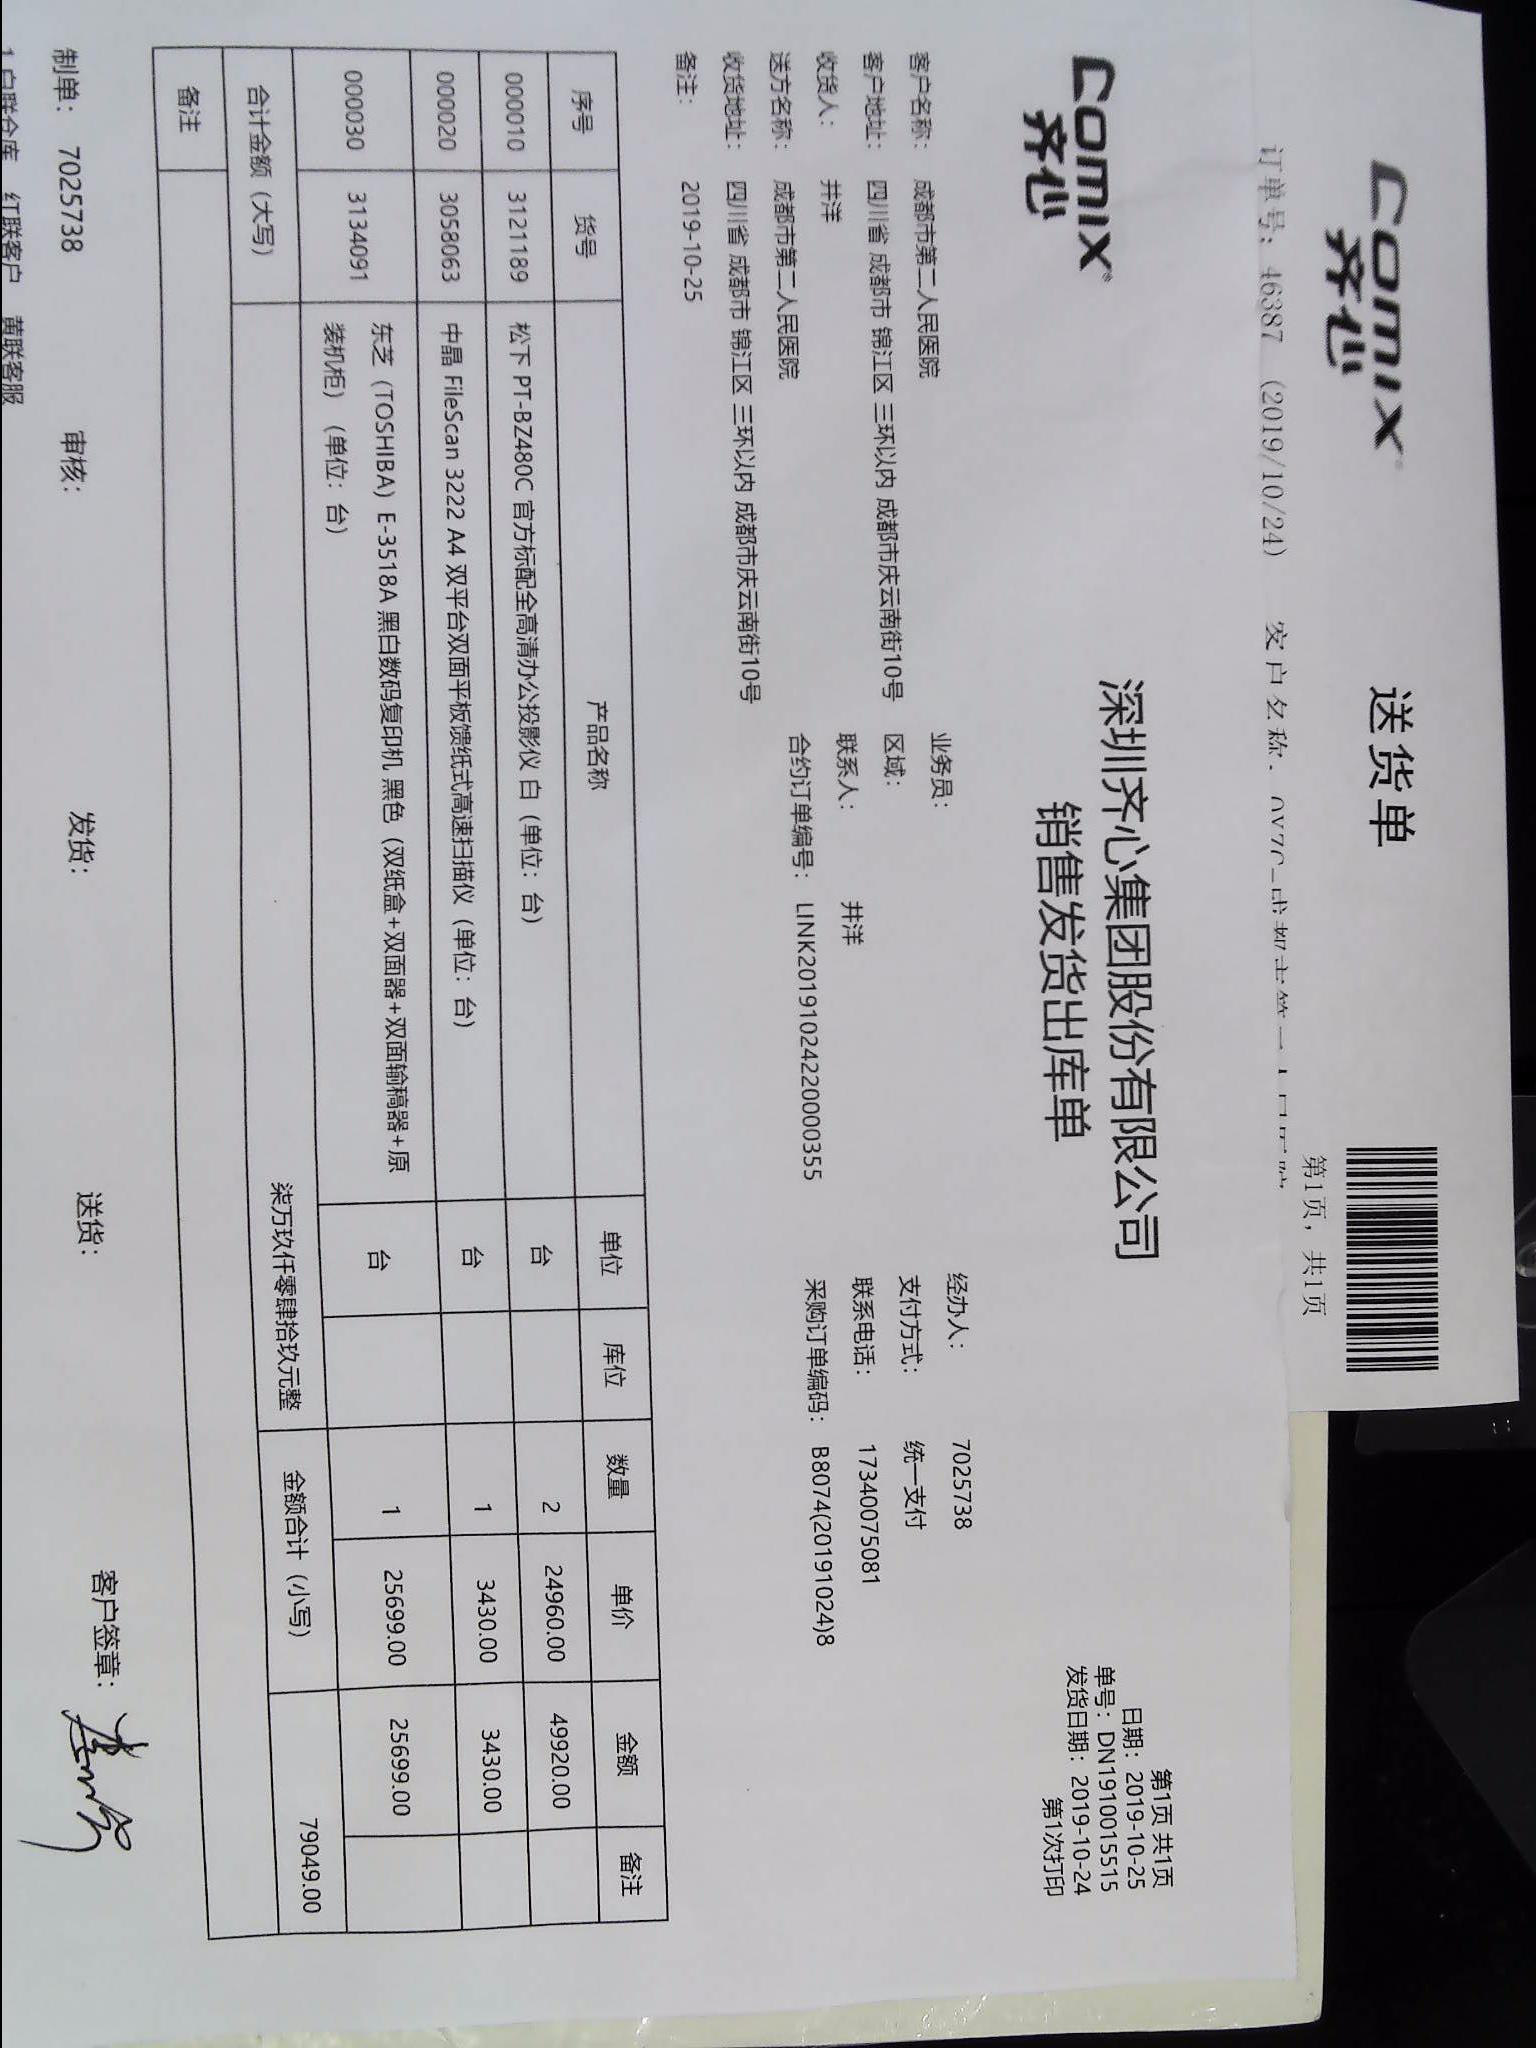 COMIX
齐心
送货单
第1页，共1页
订单号：46387 （2019/10/24） 客户名称：
COMIX®
齐心
深圳齐心集团股份有限公司
销售发货出库单
第1页 共1页
日期：2019-10-25
单号：DN1910015515
发货日期：2019-10-24
第1次打印
客户名称： 成都市第二人民医院 业务员： 经办人： 7025738
客户地址： 四川省 成都市 锦江区 三环以内 成都市庆云南街10号 区域： 支付方式： 统一支付
收货人： 井洋 联系人： 井洋 联系电话： 17340075081
送方名称： 成都市第二人民医院 合约订单编号： LINK20191024220000355 采购订单编码： B8074(20191024)8
收货地址： 四川省 成都市 锦江区 三环以内 成都市庆云南街10号
备注： 2019-10-25
序号 货号 产品名称 单位 库位 数量 单价 金额 备注
000010 3121189 松下 PT-BZ480C 官方标配全高清办公投影仪 白（单位：台） 台 2 24960.00 49920.00
000020 3058063 中晶 FileScan 3222 A4 双平台双面平板馈纸式高速扫描仪（单位：台） 台 1 3430.00 3430.00
000030 3134091 东芝（TOSHIBA）E-3518A 黑白数码复印机 黑色（双纸盒+双面器+双面输稿器+原
装机柜）（单位：台） 台 1 25699.00 25699.00
合计金额（大写） 柒万玖仟零肆拾玖元整 金额合计（小写） 79049.00
备注
制单： 7025738 审核： 发货： 送货： 客户签章：
1.白联仓库 红联客户 黄联客服